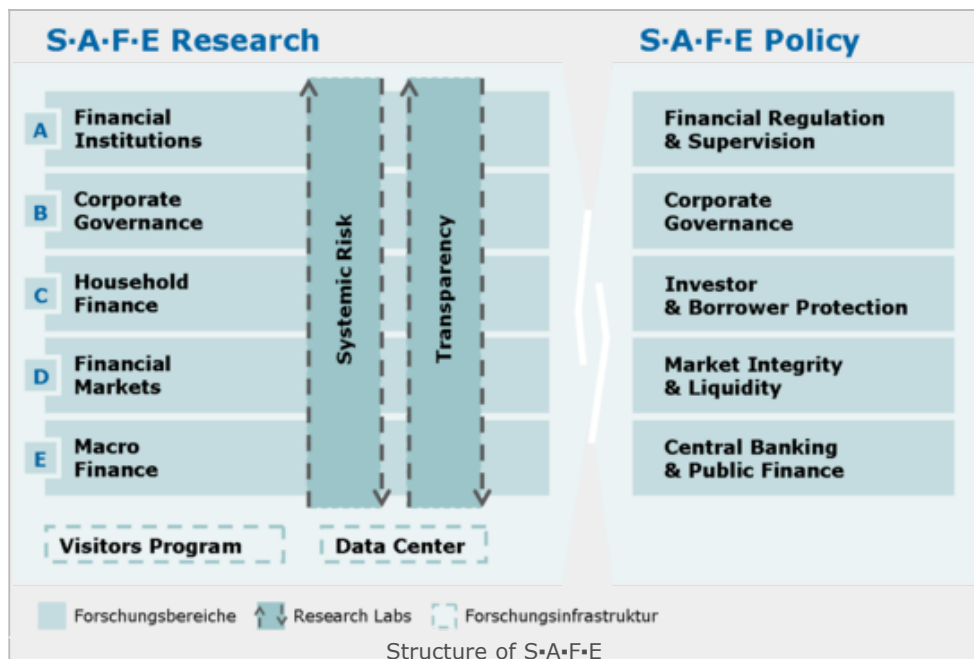 S▪A▪F▪E Research
S▪A▪F▪E Policy
A
Financial
Institutions
B
Corporate
Governance
C
Household
Finance
D
Financial
Markets
E
Macro
Finance
Systemic Risk
Transparency
Financial Regulation
& Supervision
Corporate
Governance
Investor
& Borrower Protection
Market Integrity
& Liquidity
Central Banking
& Public Finance
Visitors Program
Data Center
Forschungsbereiche
Research Labs
Forschungsinfrastruktur
Structure of S▪A▪F▪E